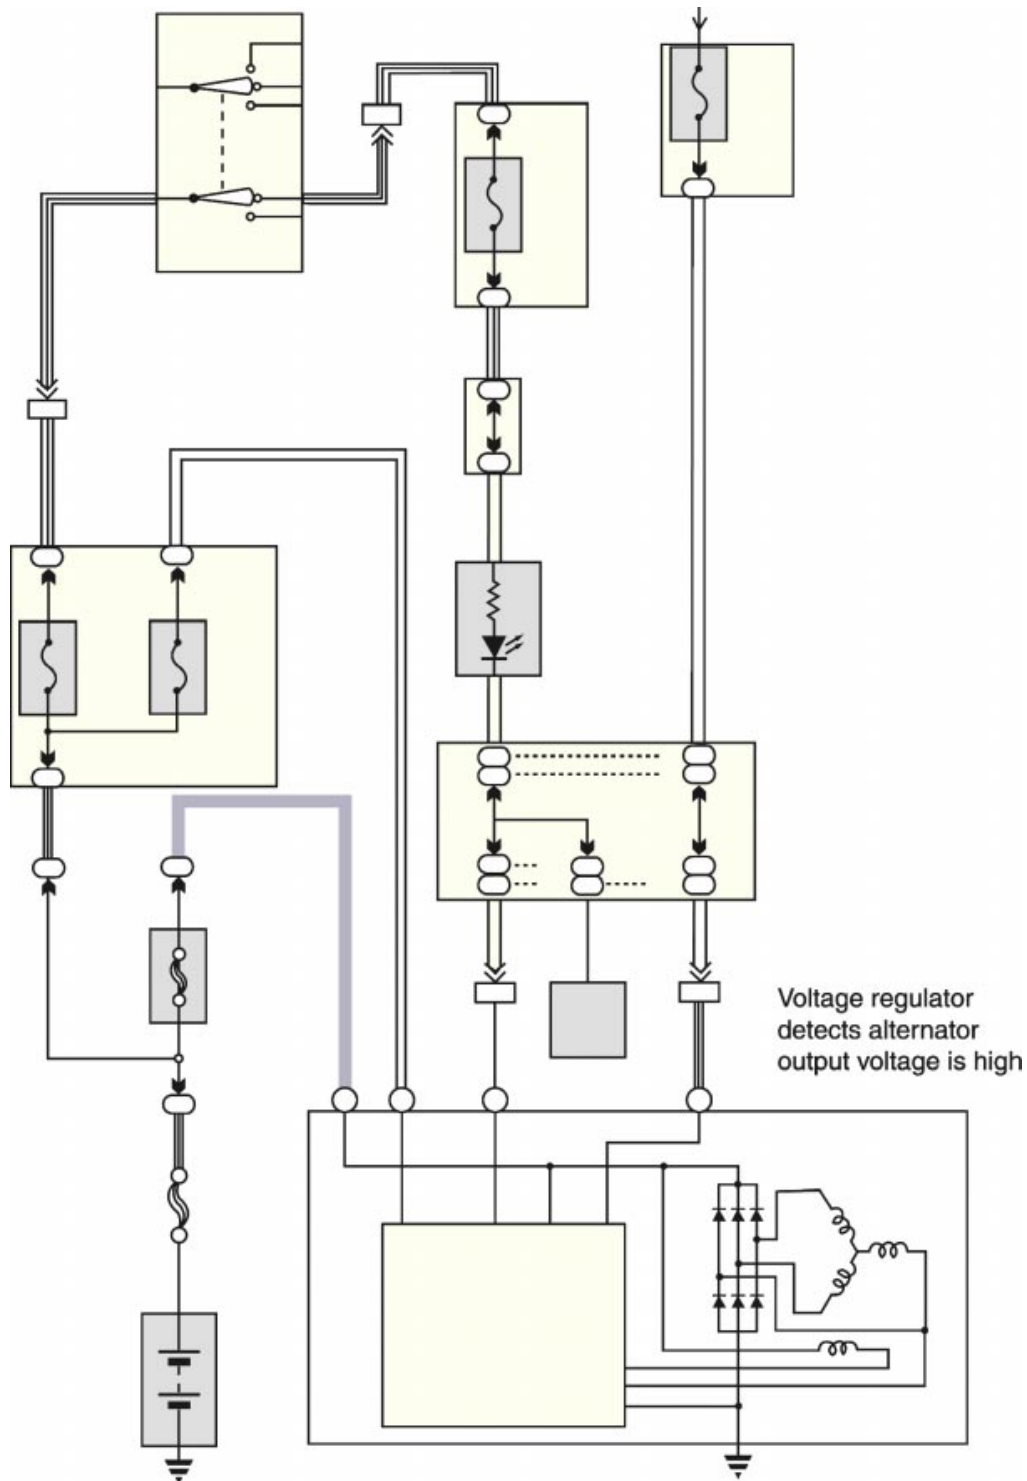 Voltage regulator
detects alternator
output voltage is high